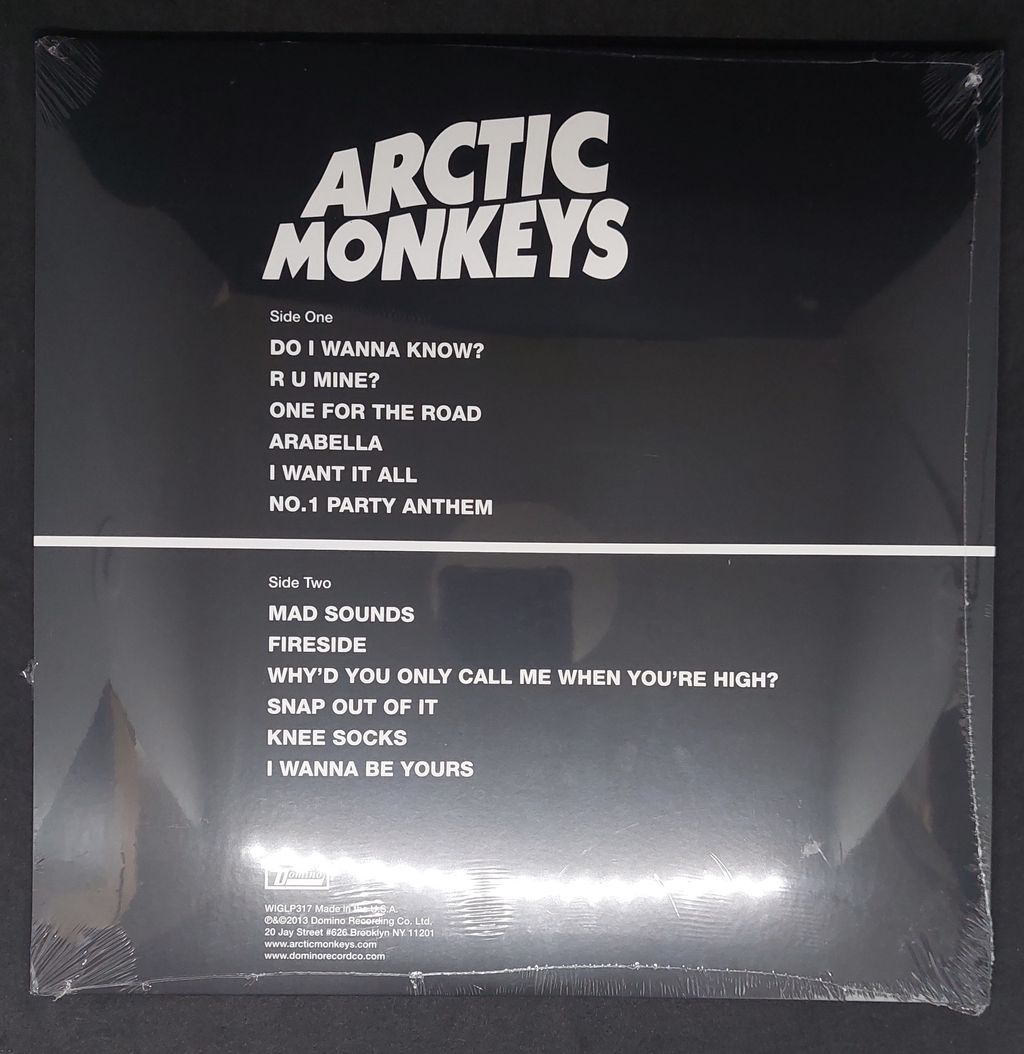 ARCTIC
MONKEYS
Side One
DO I WANNA KNOW?
R U MINE?
ONE FOR THE ROAD
ARABELLA
I WANT IT ALL
NO.1 PARTY ANTHEM
Side Two
MAD SOUNDS
FIRESIDE
WHY'D YOU ONLY CALL ME WHEN YOU'RE HIGH?
SNAP OUT OF IT
KNEE SOCKS
I WANNA BE YOURS
Domino
WIGLP317 Made in the U.S.A.
℗&©2013 Domino Recording Co. Ltd.
20 Jay Street #626 Brooklyn NY 11201
www.arcticmonkeys.com
www.dominorecordco.com